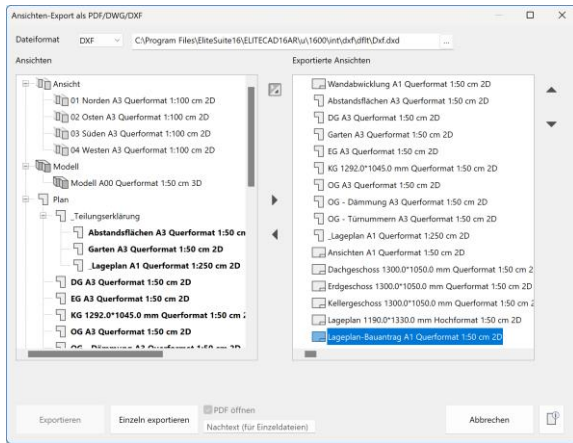 Ansichten-Export als PDF/DWG/DXF
Dateiformat
DXF
C:\Program Files\EliteSuite16\ELITECAD16AR\u\1600\int\dxf\dflt\Dxf.dxd
...
Ansichten
Exportierte Ansichten
Ansicht
01 Norden A3 Querformat 1:100 cm 2D
02 Osten A3 Querformat 1:100 cm 2D
03 Süden A3 Querformat 1:100 cm 2D
04 Westen A3 Querformat 1:100 cm 2D
Modell
Modell A00 Querformat 1:50 cm 3D
Plan
_Teilungserklärung
Abstandsflächen A3 Querformat 1:50 cm
Garten A3 Querformat 1:50 cm 2D
_Lageplan A1 Querformat 1:250 cm 2D
DG A3 Querformat 1:50 cm 2D
EG A3 Querformat 1:50 cm 2D
KG 1292.0*1045.0 mm Querformat 1:50 cm
OG A3 Querformat 1:50 cm 2D
OG - Dämmung A3 Querformat 1:50 cm 2D
Wandabwicklung A1 Querformat 1:50 cm 2D
Abstandsflächen A3 Querformat 1:50 cm 2D
DG A3 Querformat 1:50 cm 2D
Garten A3 Querformat 1:50 cm 2D
EG A3 Querformat 1:50 cm 2D
KG 1292.0*1045.0 mm Querformat 1:50 cm 2D
OG A3 Querformat 1:50 cm 2D
OG - Dämmung A3 Querformat 1:50 cm 2D
OG - Türnummern A3 Querformat 1:50 cm 2D
_Lageplan A1 Querformat 1:50 cm 2D
Ansichten A1 Querformat 1:50 cm 2D
Dachgeschoss 1300.0*1050.0 mm Querformat 1:50 cm 2
Erdgeschoss 1300.0*1050.0 mm Querformat 1:50 cm 2D
Kellergeschoss 1300.0*1050.0 mm Querformat 1:50 cm 2
Lageplan 1190.0*1330.0 mm Hochformat 1:50 cm 2D
Lageplan-Bauantrag A1 Querformat 1:50 cm 2D
Exportieren
Einzeln exportieren
PDF öffnen
Nachtext (für Einzeldateien)
Abbrechen